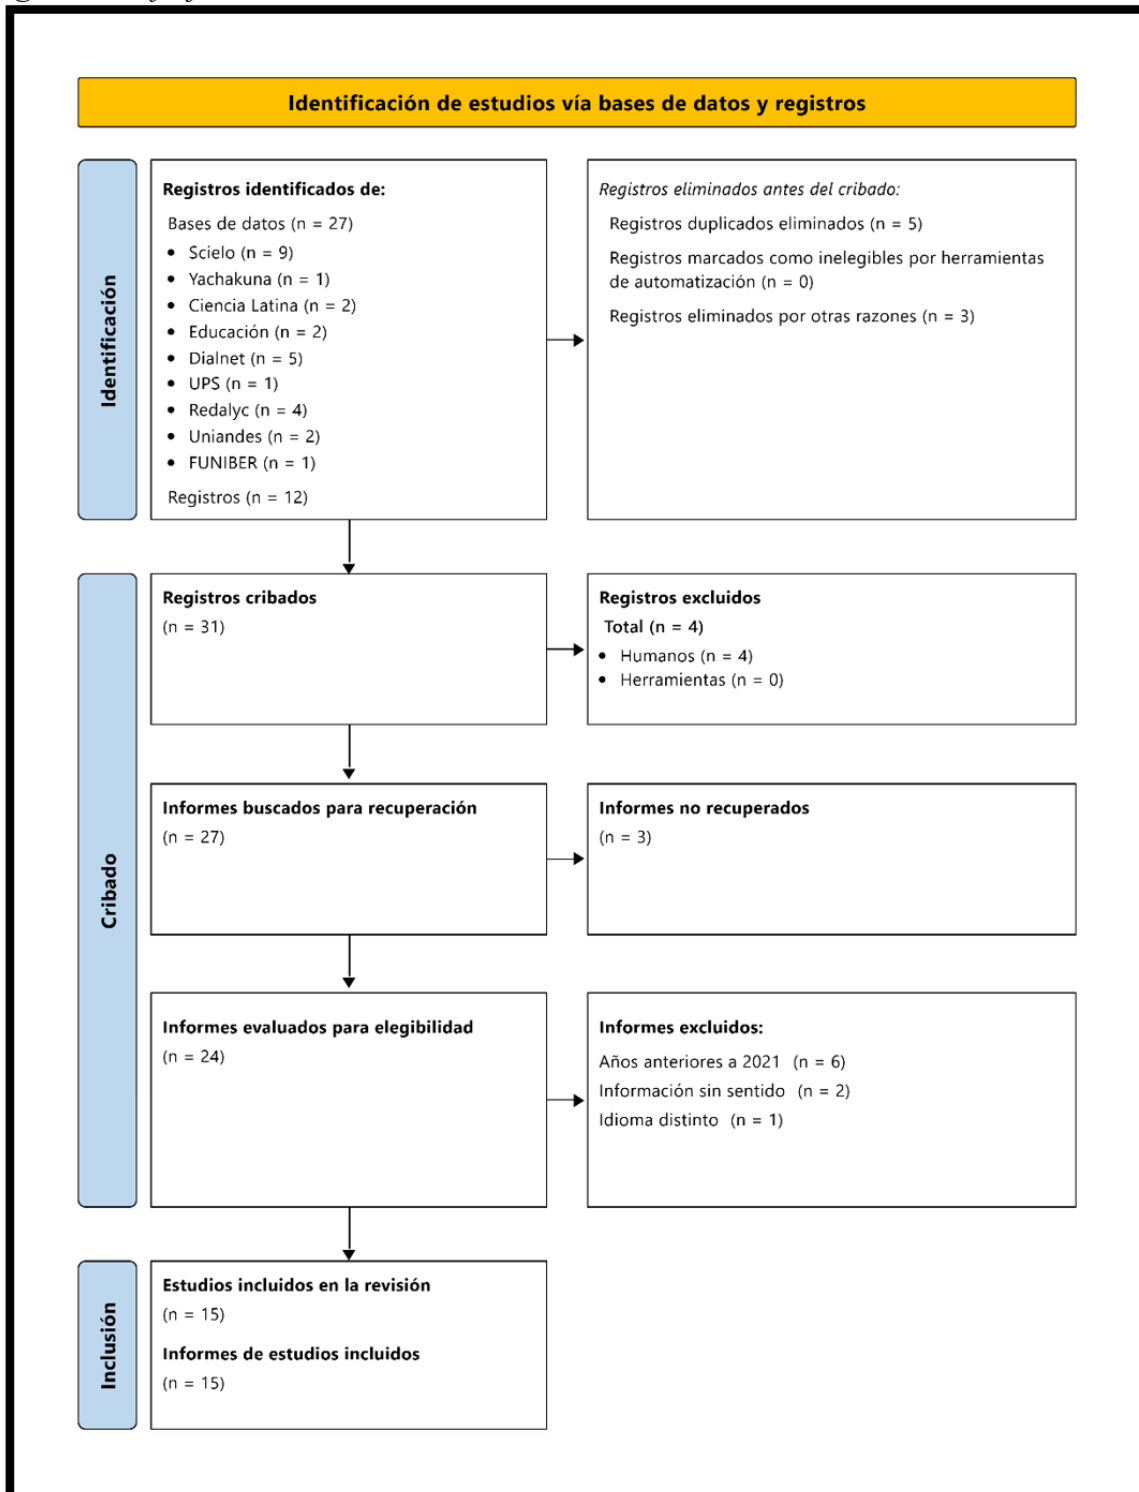 Identificación de estudios vía bases de datos y registros
Identificación
Registros identificados de:
Bases de datos (n = 27)
• Scielo (n = 9)
• Yachakuna (n = 1)
• Ciencia Latina (n = 2)
• Educación (n = 2)
• Dialnet (n = 5)
• UPS (n = 1)
• Redalyc (n = 4)
• Uniandes (n = 2)
• FUNIBER (n = 1)
Registros (n = 12)
Registros eliminados antes del cribado:
Registros duplicados eliminados (n = 5)
Registros marcados como inelegibles por herramientas
de automatización (n = 0)
Registros eliminados por otras razones (n = 3)
Cribado
Registros cribados
(n = 31)
Registros excluidos
Total (n = 4)
• Humanos (n = 4)
• Herramientas (n = 0)
Informes buscados para recuperación
(n = 27)
Informes no recuperados
(n = 3)
Informes evaluados para elegibilidad
(n = 24)
Informes excluidos:
Años anteriores a 2021 (n = 6)
Información sin sentido (n = 2)
Idioma distinto (n = 1)
Inclusión
Estudios incluidos en la revisión
(n = 15)
Informes de estudios incluidos
(n = 15)